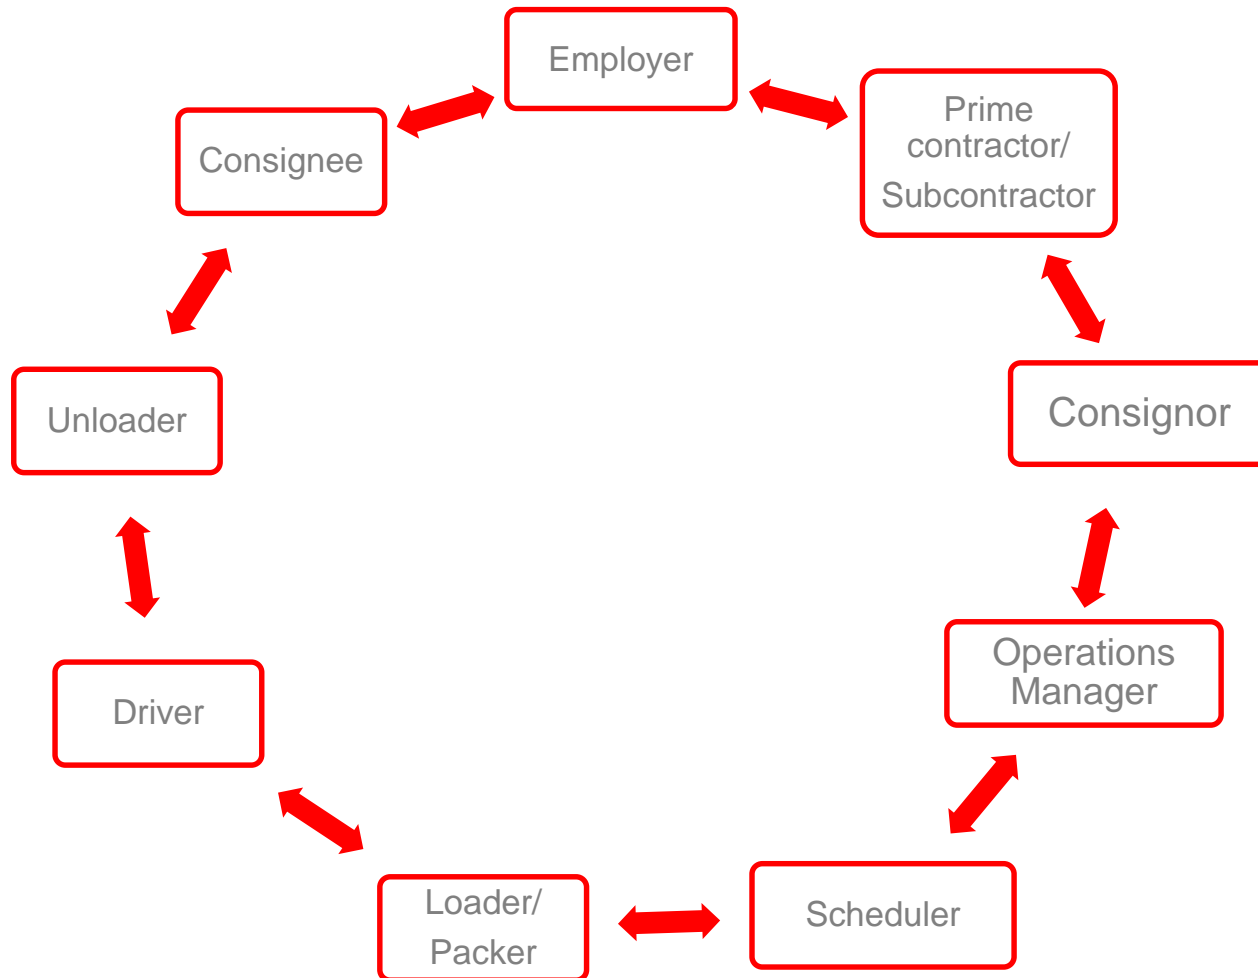 Employer
Prime
contractor/
Subcontractor
Consignor
Operations
Manager
Scheduler
Loader/
Packer
Driver
Unloader
Consignee